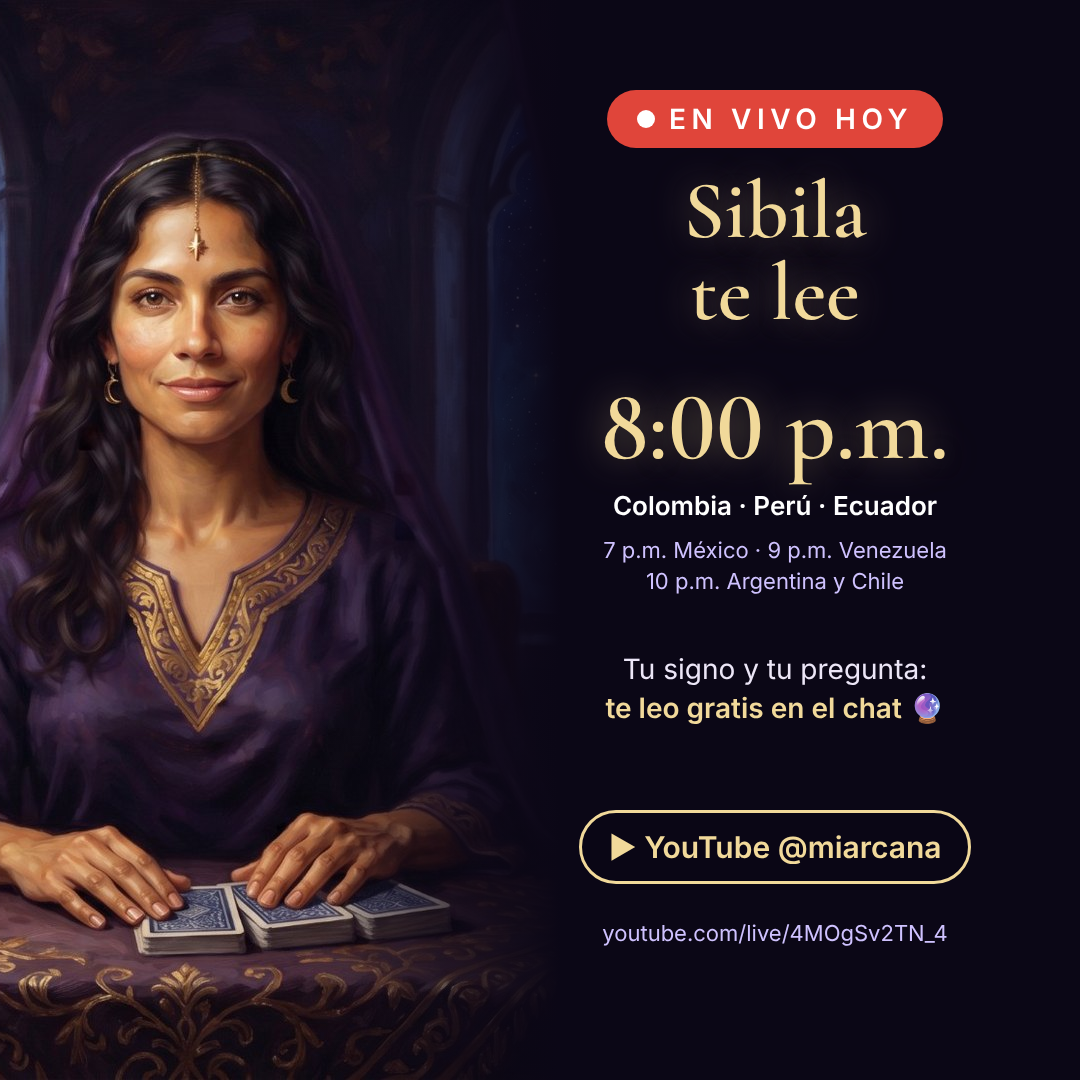 EN VIVO HOY
Sibila
te lee
8:00 p.m.
Colombia · Perú · Ecuador
7 p.m. México · 9 p.m. Venezuela
10 p.m. Argentina y Chile
Tu signo y tu pregunta:
te leo gratis en el chat 🔮
▶ YouTube @miarcana
youtube.com/live/4MOgSv2TN_4